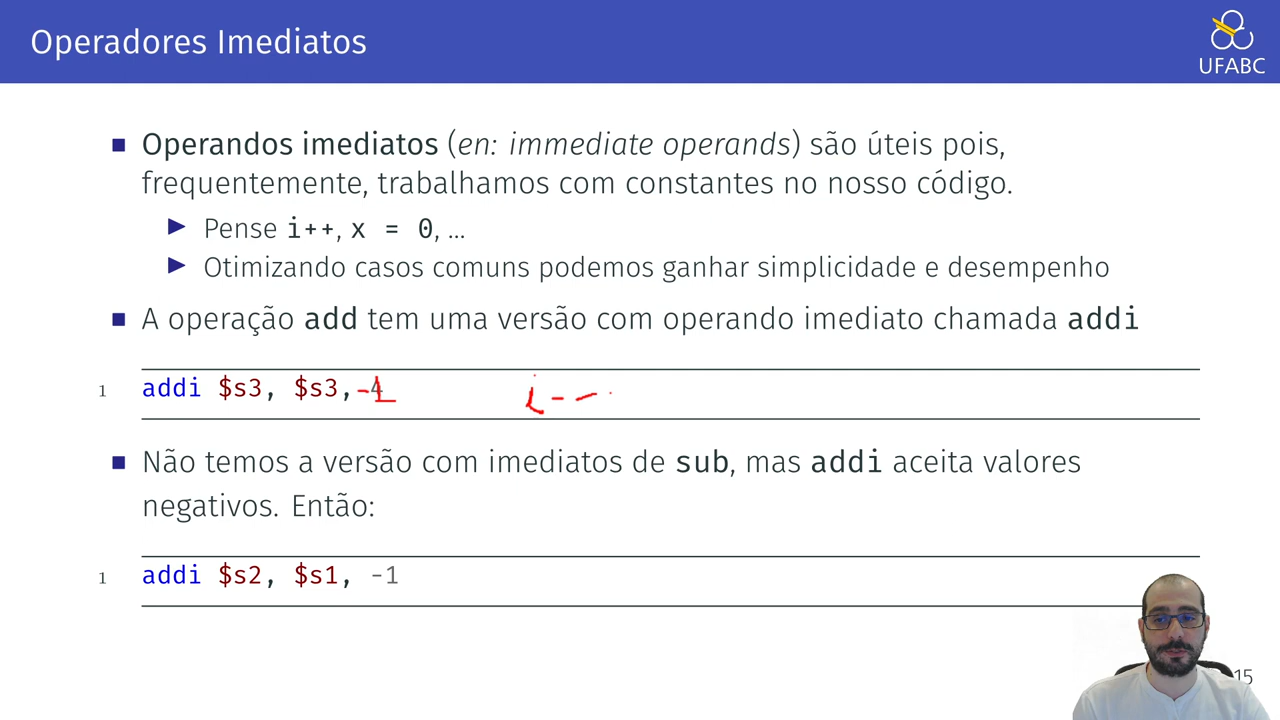 Operadores Imediatos
UFABC
Operandos imediatos (en: immediate operands) são úteis pois,
frequentemente, trabalhamos com constantes no nosso código.
Pense i++, x = 0, ...
Otimizando casos comuns podemos ganhar simplicidade e desempenho
A operação add tem uma versão com operando imediato chamada addi
1 addi $s3, $s3, -1 i--
Não temos a versão com imediatos de sub, mas addi aceita valores
negativos. Então:
1 addi $s2, $s1, -1
15